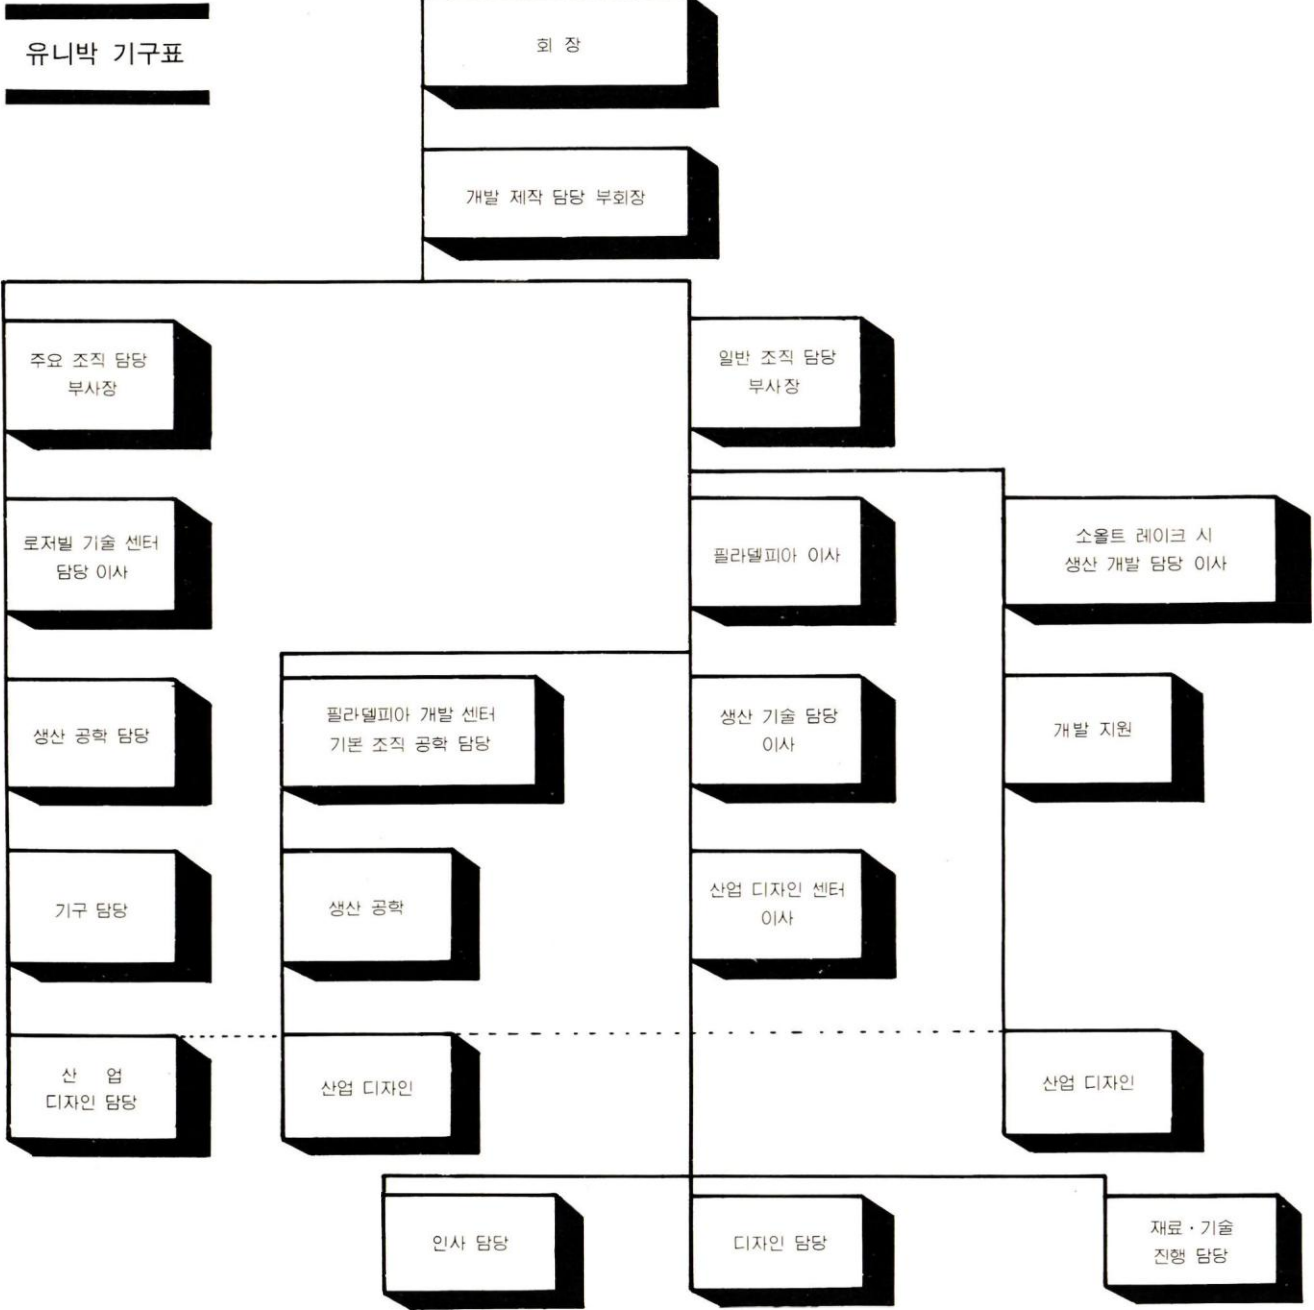 유니박 기구표
회 장
개발 제작 담당 부회장
주요 조직 담당
부사장
일반 조직 담당
부사장
로저빌 기술 센터
담당 이사
필라델피아 이사
소올트 레이크 시
생산 개발 담당 이사
생산 공학 담당
필라델피아 개발 센터
기본 조직 공학 담당
생산 기술 담당
이사
개발 지원
기구 담당
생산 공학
산업 디자인 센터
이사
산 업
디자인 담당
산업 디자인
산업 디자인
인사 담당
디자인 담당
재료·기술
진행 담당